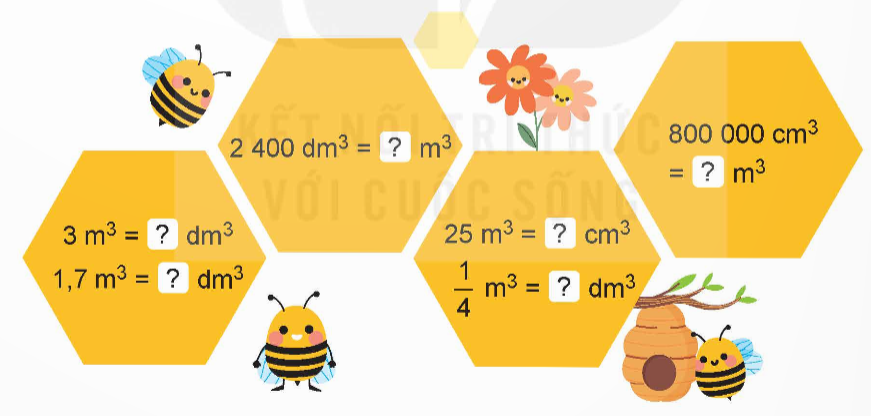 3 m³ = ? dm³
1,7 m³ = ? dm³
2 400 dm³ = ? m³
25 m³ = ? cm³
1/4 m³ = ? dm³
800 000 cm³
= ? m³
KẾT NỐI TRI THỨC
VỚI CUỘC SỐNG